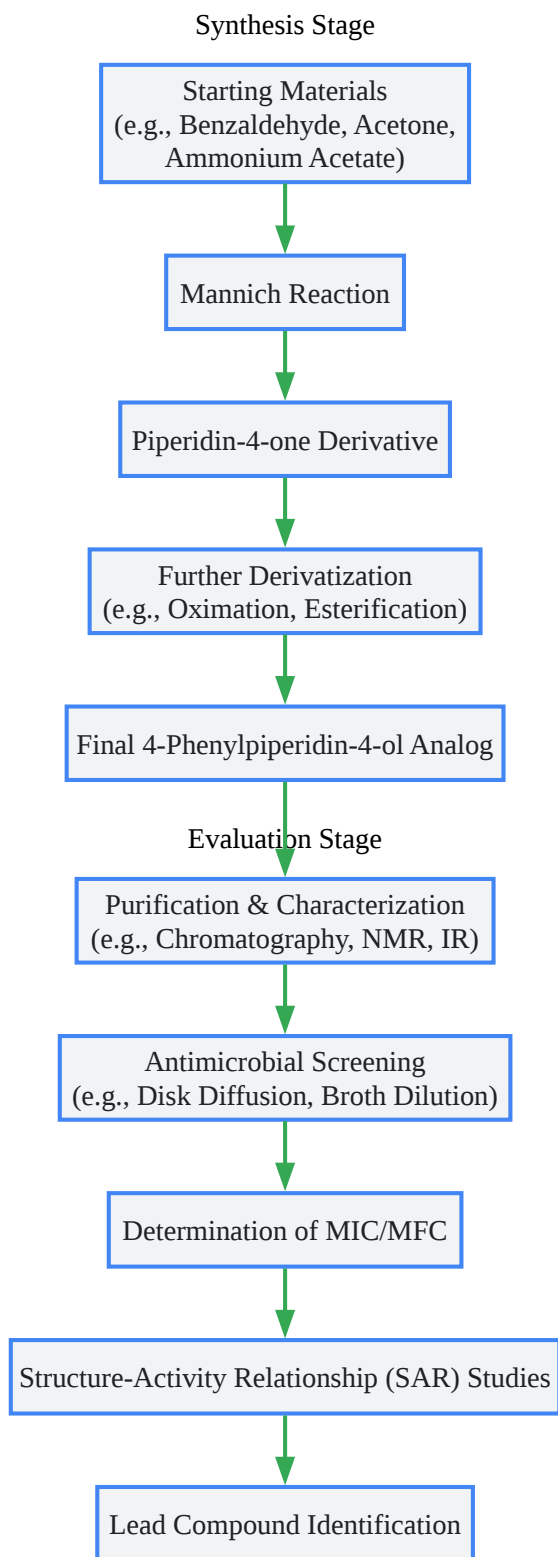 Synthesis Stage
Starting Materials
(e.g., Benzaldehyde, Acetone,
Ammonium Acetate)
Mannich Reaction
Piperidin-4-one Derivative
Further Derivatization
(e.g., Oximation, Esterification)
Final 4-Phenylpiperidin-4-ol Analog
Evaluation Stage
Purification & Characterization
(e.g., Chromatography, NMR, IR)
Antimicrobial Screening
(e.g., Disk Diffusion, Broth Dilution)
Determination of MIC/MFC
Structure-Activity Relationship (SAR) Studies
Lead Compound Identification